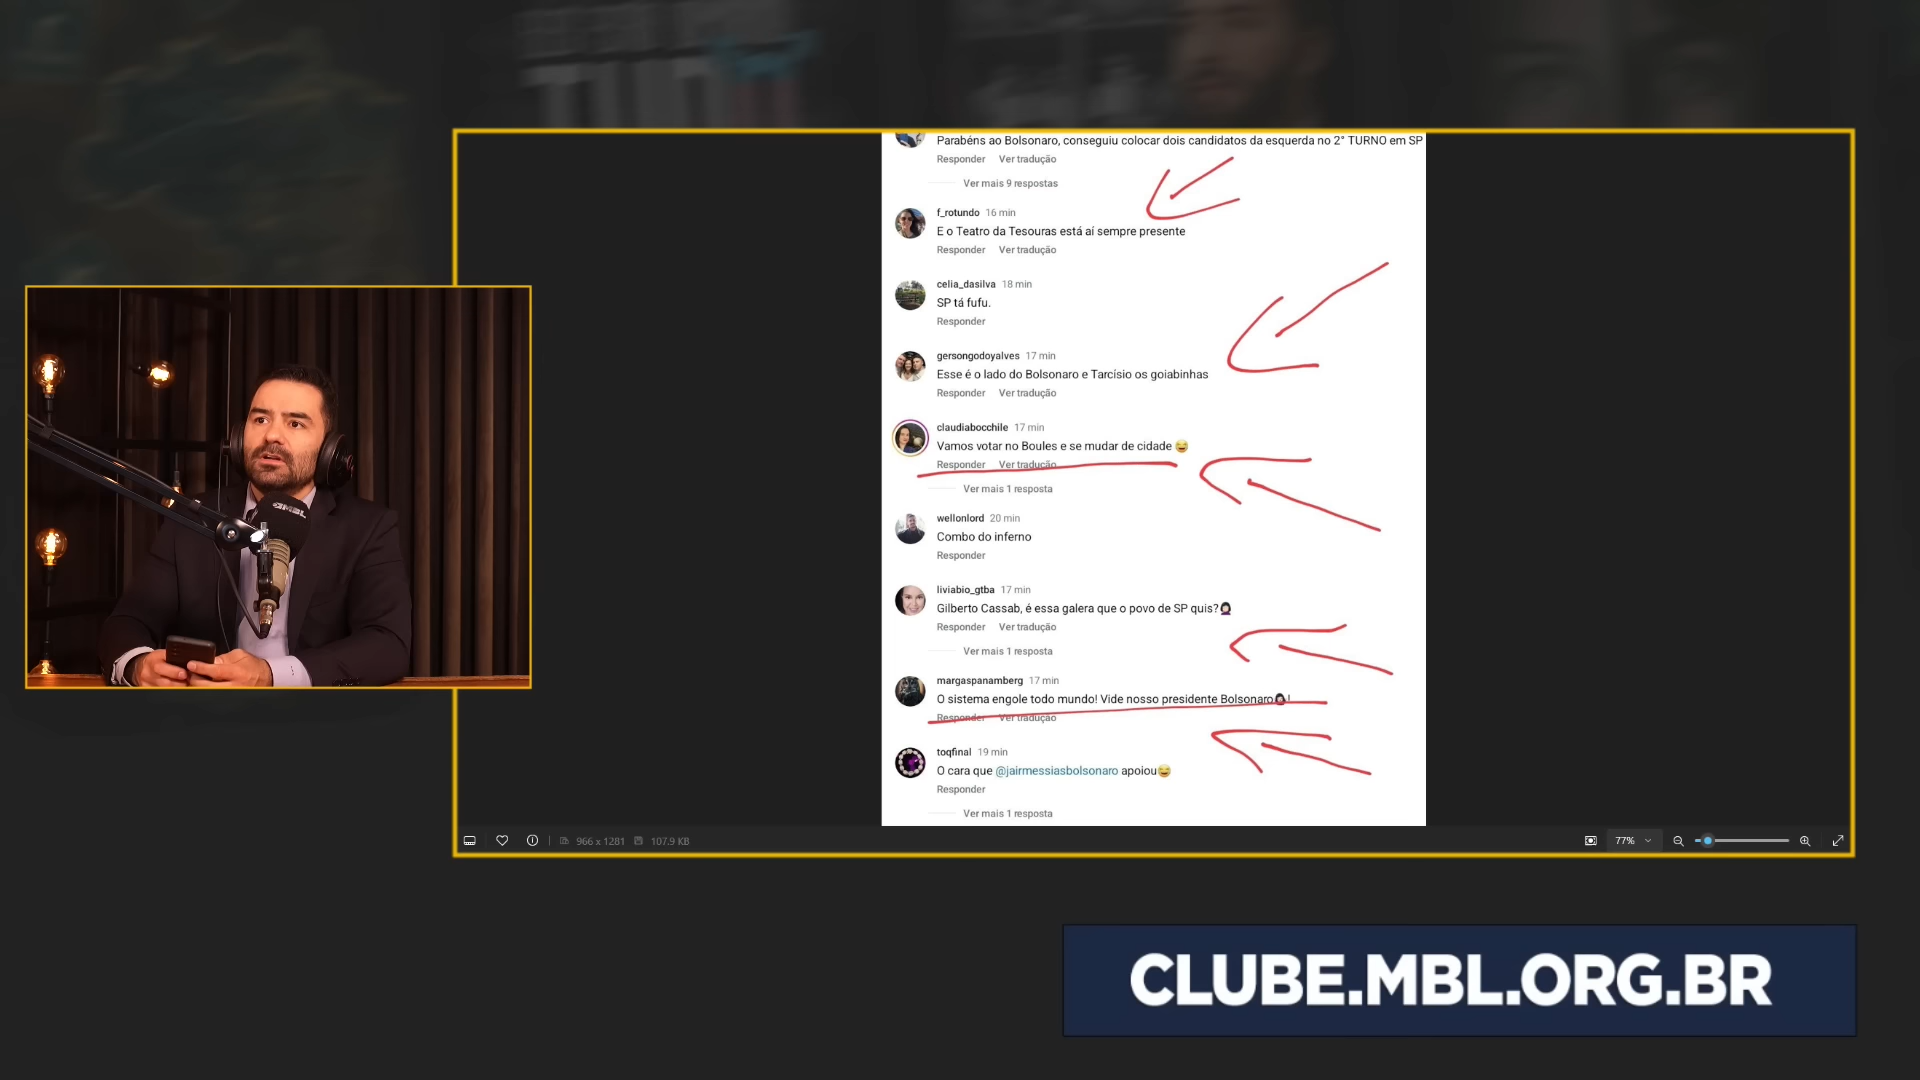 Parabéns ao Bolsonaro, conseguiu colocar dois candidatos da esquerda no 2° TURNO em SP
Responder Ver tradução
Ver mais 9 respostas
f_rotundo 16 min
E o Teatro da Tesouras está aí sempre presente
Responder Ver tradução
celia_dasilva 18 min
SP tá fufu.
Responder
gersongodoyalves 17 min
Esse é o lado do Bolsonaro e Tarcísio os goiabinhas
Responder Ver tradução
claudiabocchile 17 min
Vamos votar no Boules e se mudar de cidade 😂
Responder Ver tradução
Ver mais 1 resposta
wellonlord 20 min
Combo do inferno
Responder
liviabio_gtba 17 min
Gilberto Cassab, é essa galera que o povo de SP quis?🤦🏻‍♀️
Responder Ver tradução
Ver mais 1 resposta
margaspanamberg 17 min
O sistema engole todo mundo! Vide nosso presidente Bolsonaro🤦🏻‍♀️!
Responder Ver tradução
toqfinal 19 min
O cara que @jairmessiasbolsonaro apoiou😂
Responder
Ver mais 1 resposta
966 x 1281 107.9 KB
77%
MBL
CLUBE.MBL.ORG.BR